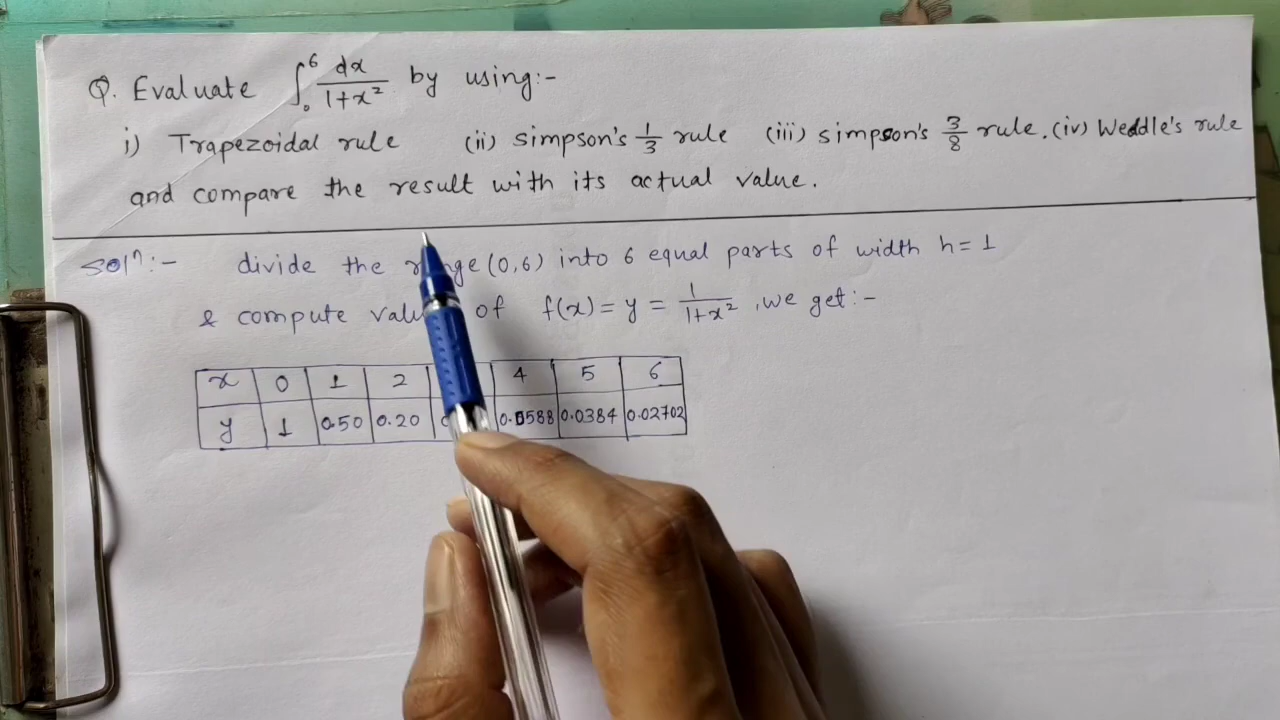 Q. Evaluate ∫₀⁶ dx/(1+x²) by using:-
i) Trapezoidal rule (ii) Simpson's 1/3 rule (iii) Simpson's 3/8 rule. (iv) Weddle's rule
and compare the result with its actual value.
Solⁿ:- divide the range (0,6) into 6 equal parts of width h=1
& compute of f(x)=y=1/(1+x²), we get:-
x 0 1 2 4 5 6
y 1 0.50 0.20 0.0588 0.0384 0.02702